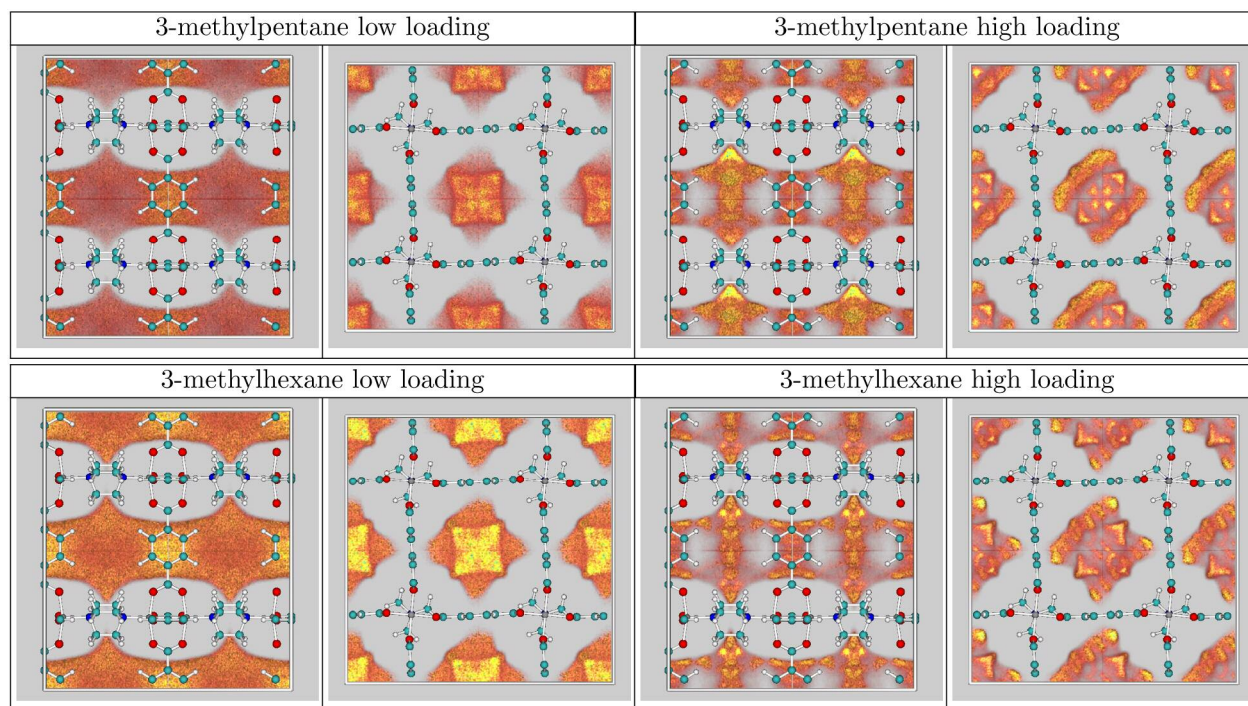 3-methylpentane low loading
3-methylpentane high loading
3-methylhexane low loading
3-methylhexane high loading